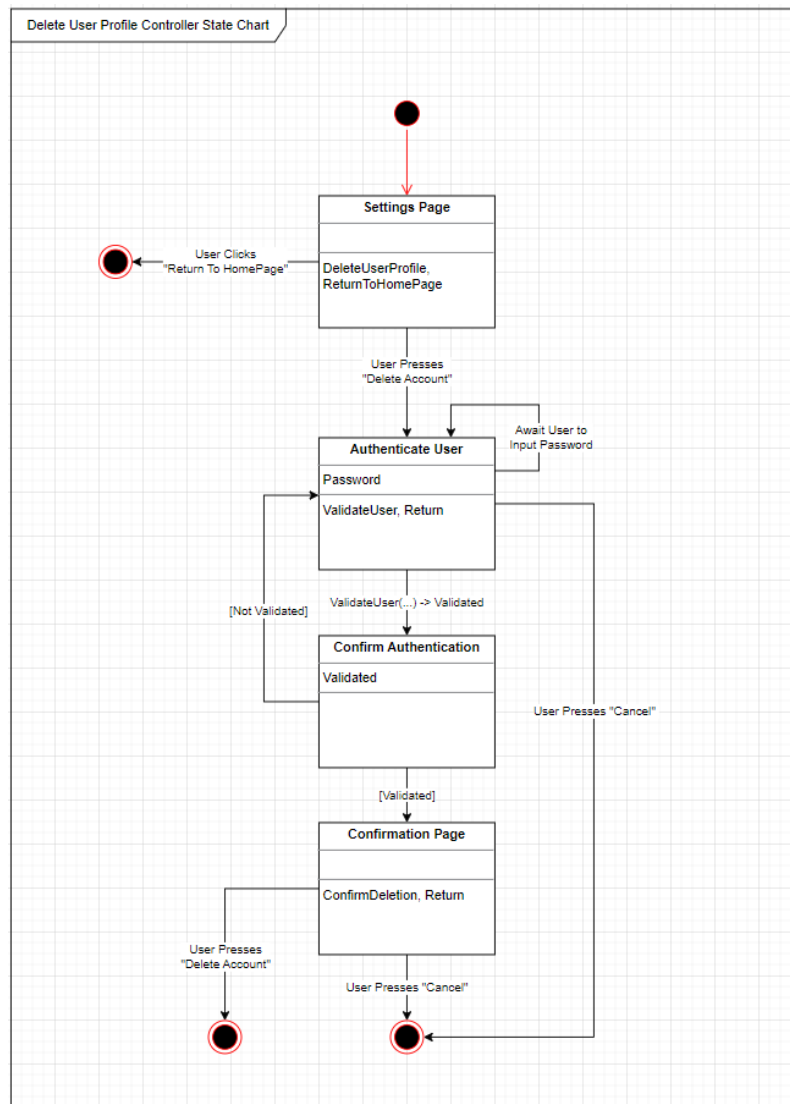 Delete User Profile Controller State Chart
Settings Page
User Clicks
"Return To HomePage"
DeleteUserProfile,
ReturnToHomePage
User Presses
"Delete Account"
Await User to
Input Password
Authenticate User
Password
ValidateUser, Return
[Not Validated]
ValidateUser(...) -> Validated
Confirm Authentication
Validated
User Presses "Cancel"
[Validated]
Confirmation Page
ConfirmDeletion, Return
User Presses
"Delete Account"
User Presses "Cancel"